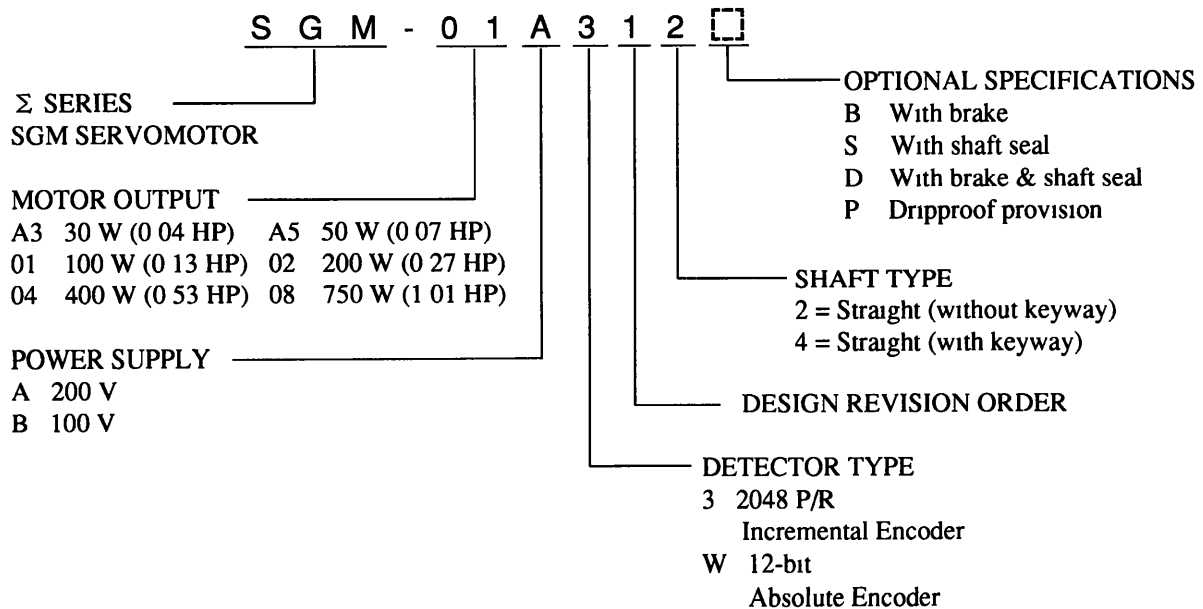 S G M - 0 1 A 3 1 2
Σ SERIES
SGM SERVOMOTOR
MOTOR OUTPUT
A3 30 W (0 04 HP) A5 50 W (0 07 HP)
01 100 W (0 13 HP) 02 200 W (0 27 HP)
04 400 W (0 53 HP) 08 750 W (1 01 HP)
POWER SUPPLY
A 200 V
B 100 V
OPTIONAL SPECIFICATIONS
B With brake
S With shaft seal
D With brake & shaft seal
P Dripproof provision
SHAFT TYPE
2 = Straight (without keyway)
4 = Straight (with keyway)
DESIGN REVISION ORDER
DETECTOR TYPE
3 2048 P/R
Incremental Encoder
W 12-bit
Absolute Encoder